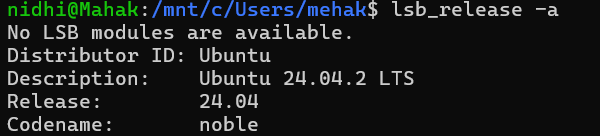 nidhi@Mahak:/mnt/c/Users/mehak$ lsb_release -a
No LSB modules are available.
Distributor ID: Ubuntu
Description:    Ubuntu 24.04.2 LTS
Release:        24.04
Codename:       noble